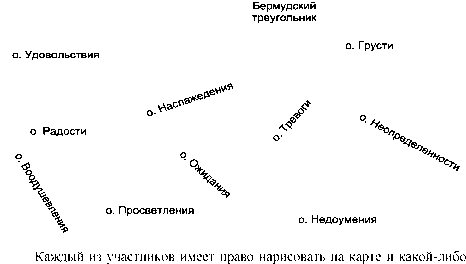 Бермудский
треугольник
о. Грусти
о. Удовольствия
о. Наслаждения
о. Тревоги
о. Неопределенности
о. Радости
о. Ожидания
о. Воодушевления
о. Просветления
о. Недоумения
Каждый из участников имеет право нарисовать на карте и какой-либо